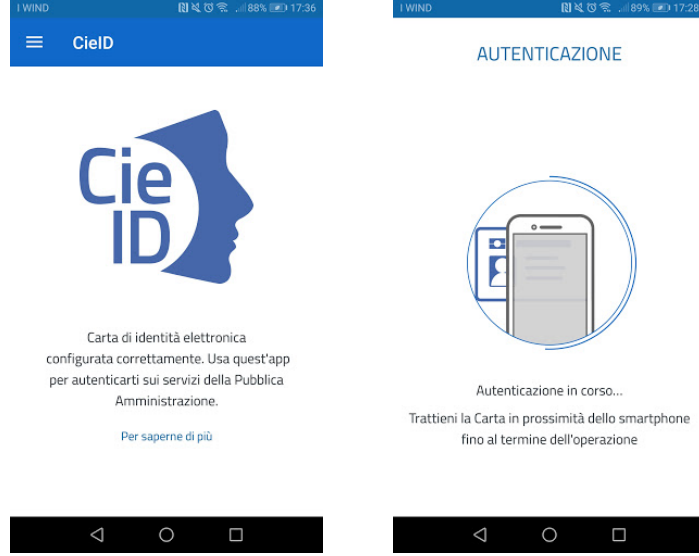 I WIND
88% 17:36
CieID
Cie
ID
Carta di identità elettronica
configurata correttamente. Usa quest'app
per autenticarti sui servizi della Pubblica
Amministrazione.
Per saperne di più
I WIND
89% 17:28
AUTENTICAZIONE
Autenticazione in corso...
Trattieni la Carta in prossimità dello smartphone
fino al termine dell'operazione